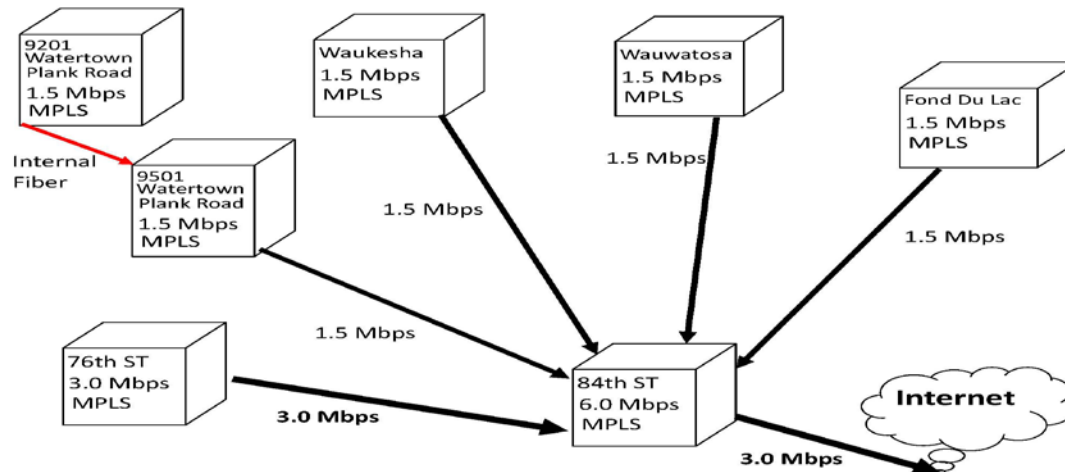 9201
Watertown
Plank Road
1.5 Mbps
MPLS
Waukesha
1.5 Mbps
MPLS
Wauwatosa
1.5 Mbps
MPLS
Fond Du Lac
1.5 Mbps
MPLS
Internal
Fiber
9501
Watertown
Plank Road
1.5 Mbps
MPLS
1.5 Mbps
1.5 Mbps
1.5 Mbps
1.5 Mbps
76th ST
3.0 Mbps
MPLS
3.0 Mbps
84th ST
6.0 Mbps
MPLS
Internet
3.0 Mbps